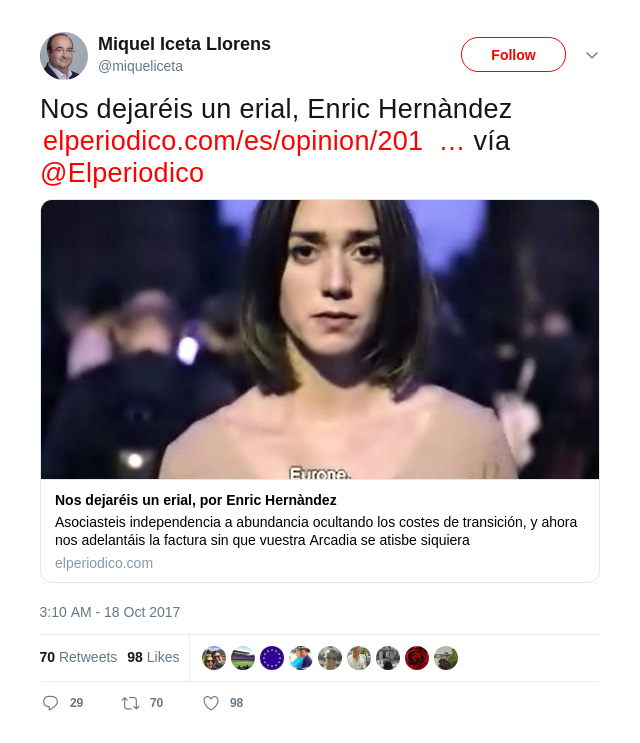 Miquel Iceta Llorens
@miqueliceta
Follow
Nos dejaréis un erial, Enric Hernàndez
elperiodico.com/es/opinion/201 … vía
@Elperiodico
Europe,
Nos dejaréis un erial, por Enric Hernàndez
Asociasteis independencia a abundancia ocultando los costes de transición, y ahora
nos adelantáis la factura sin que vuestra Arcadia se atisbe siquiera
elperiodico.com
3:10 AM - 18 Oct 2017
70 Retweets 98 Likes
29 70 98